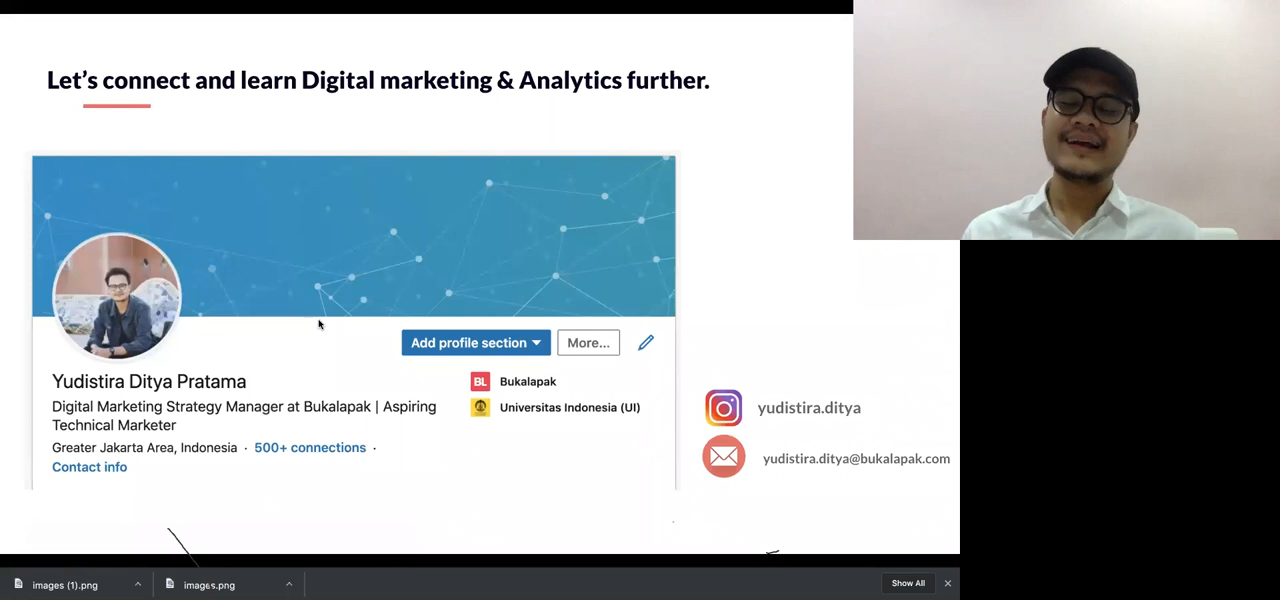 Let's connect and learn Digital marketing & Analytics further.
Add profile section
More...
Yudistira Ditya Pratama
Digital Marketing Strategy Manager at Bukalapak | Aspiring
Technical Marketer
Greater Jakarta Area, Indonesia · 500+ connections ·
Contact info
BL Bukalapak
Universitas Indonesia (UI)
yudistira.ditya
yudistira.ditya@bukalapak.com
images (1).png
images.png
Show All